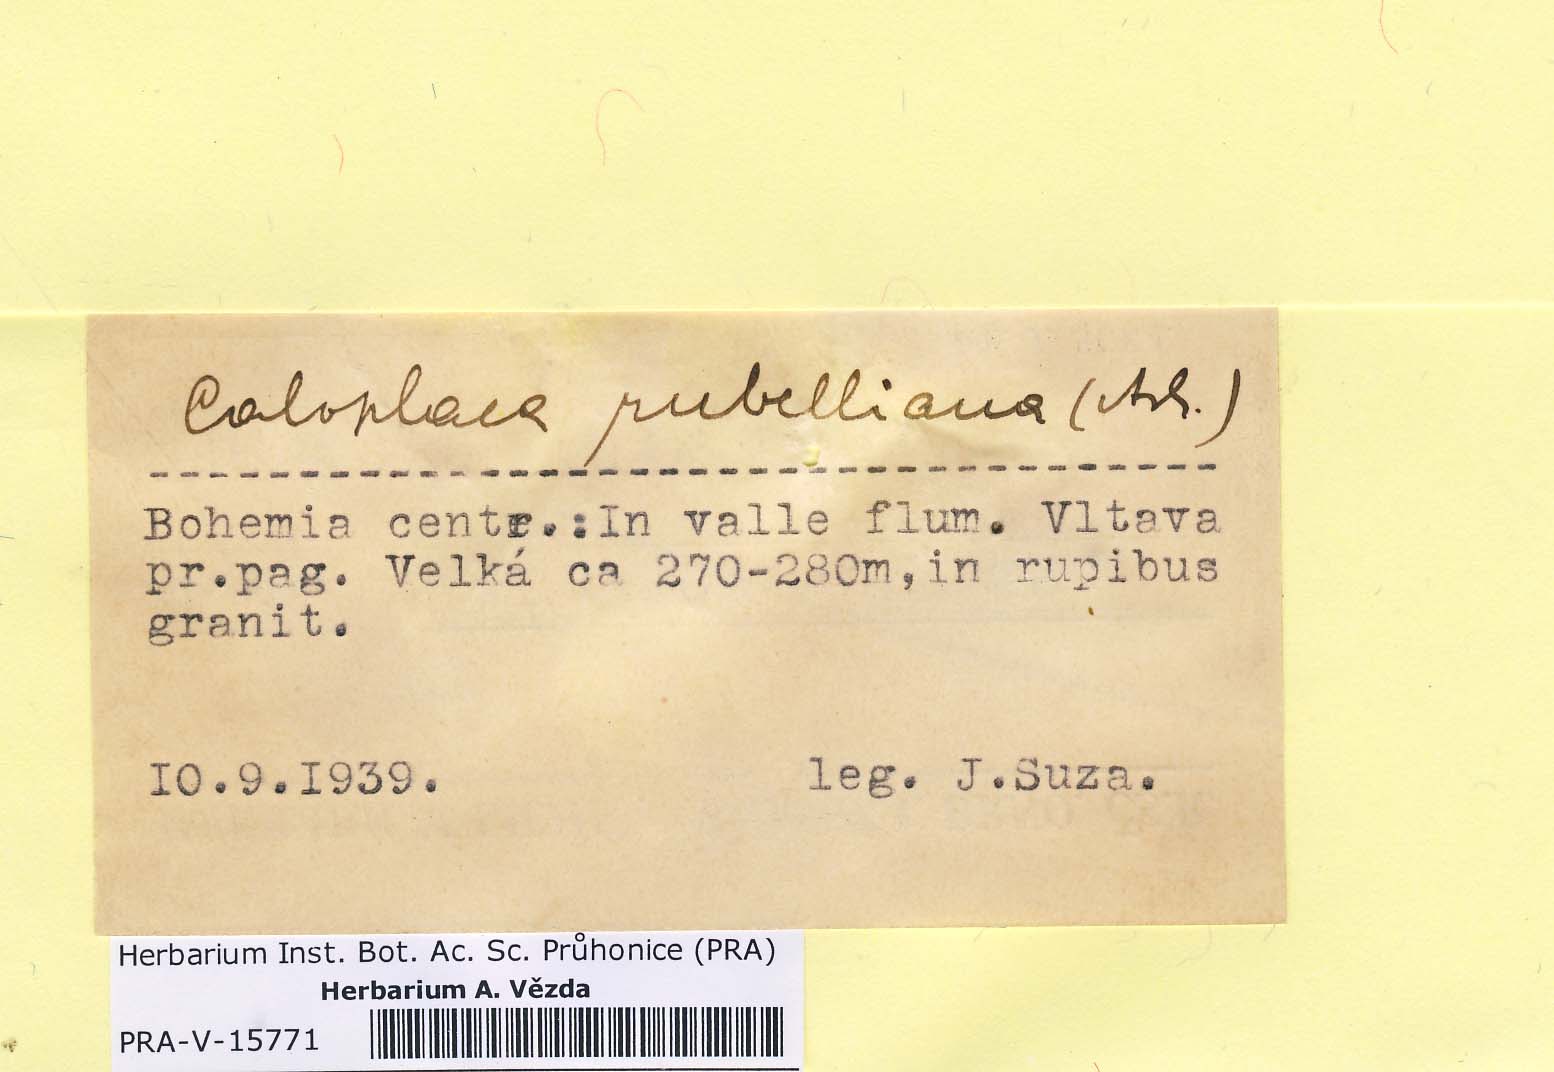 Caloplaca rubelliana (Ach.)
Bohemia centr.:In valle flum. Vltava
pr.pag. Velká ca 270-280m,in rupibus
granit.
IO.9.I939.
leg. J.Suza.
Herbarium Inst. Bot. Ac. Sc. Průhonice (PRA)
Herbarium A. Vězda
PRA-V-15771